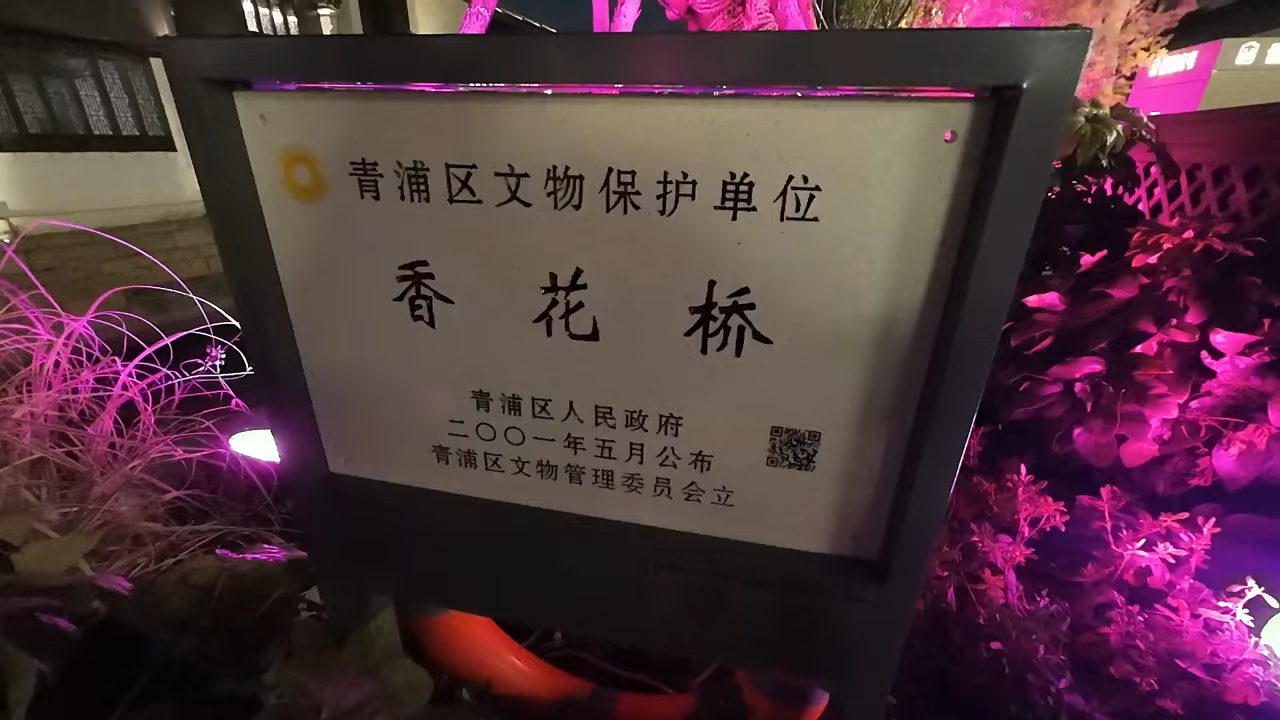 青浦区文物保护单位
香花桥
青浦区人民政府
二〇〇一年五月公布
青浦区文物管理委员会立